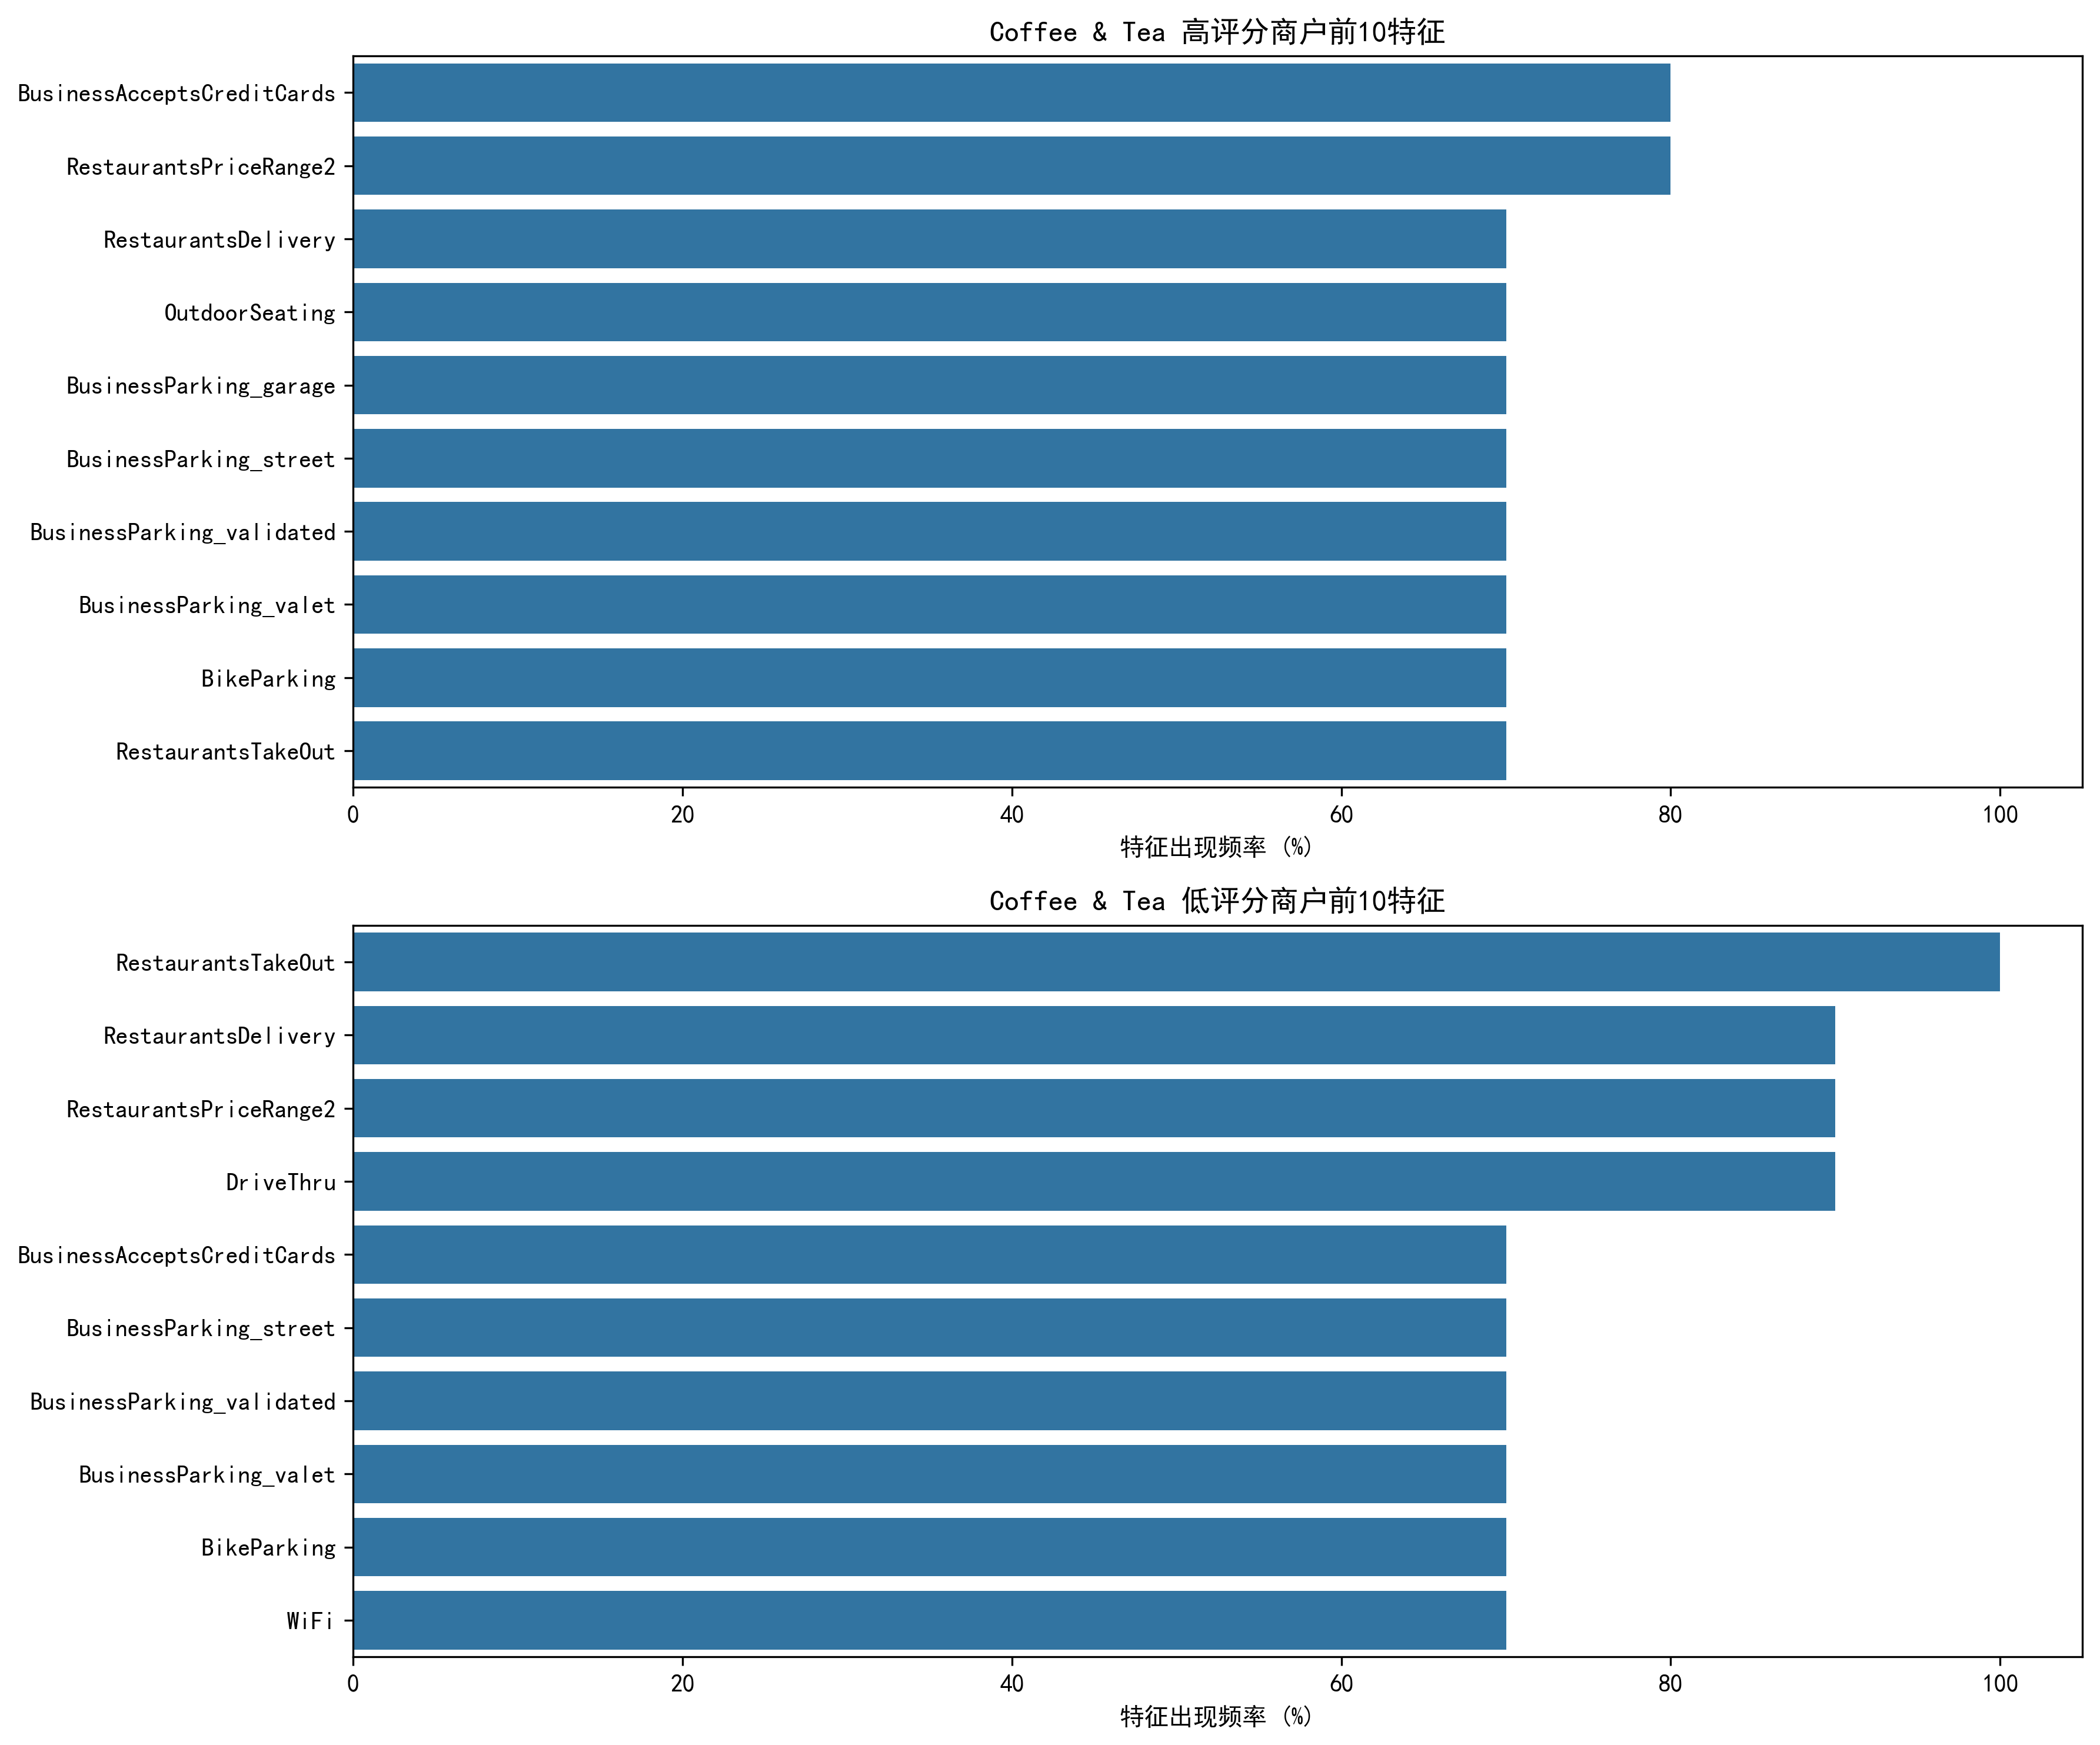 Coffee & Tea 高评分商户前10特征
BusinessAcceptsCreditCards
RestaurantsPriceRange2
RestaurantsDelivery
OutdoorSeating
BusinessParking_garage
BusinessParking_street
BusinessParking_validated
BusinessParking_valet
BikeParking
RestaurantsTakeOut
0 20 40 60 80 100
特征出现频率 (%)
Coffee & Tea 低评分商户前10特征
RestaurantsTakeOut
RestaurantsDelivery
RestaurantsPriceRange2
DriveThru
BusinessAcceptsCreditCards
BusinessParking_street
BusinessParking_validated
BusinessParking_valet
BikeParking
WiFi
0 20 40 60 80 100
特征出现频率 (%)